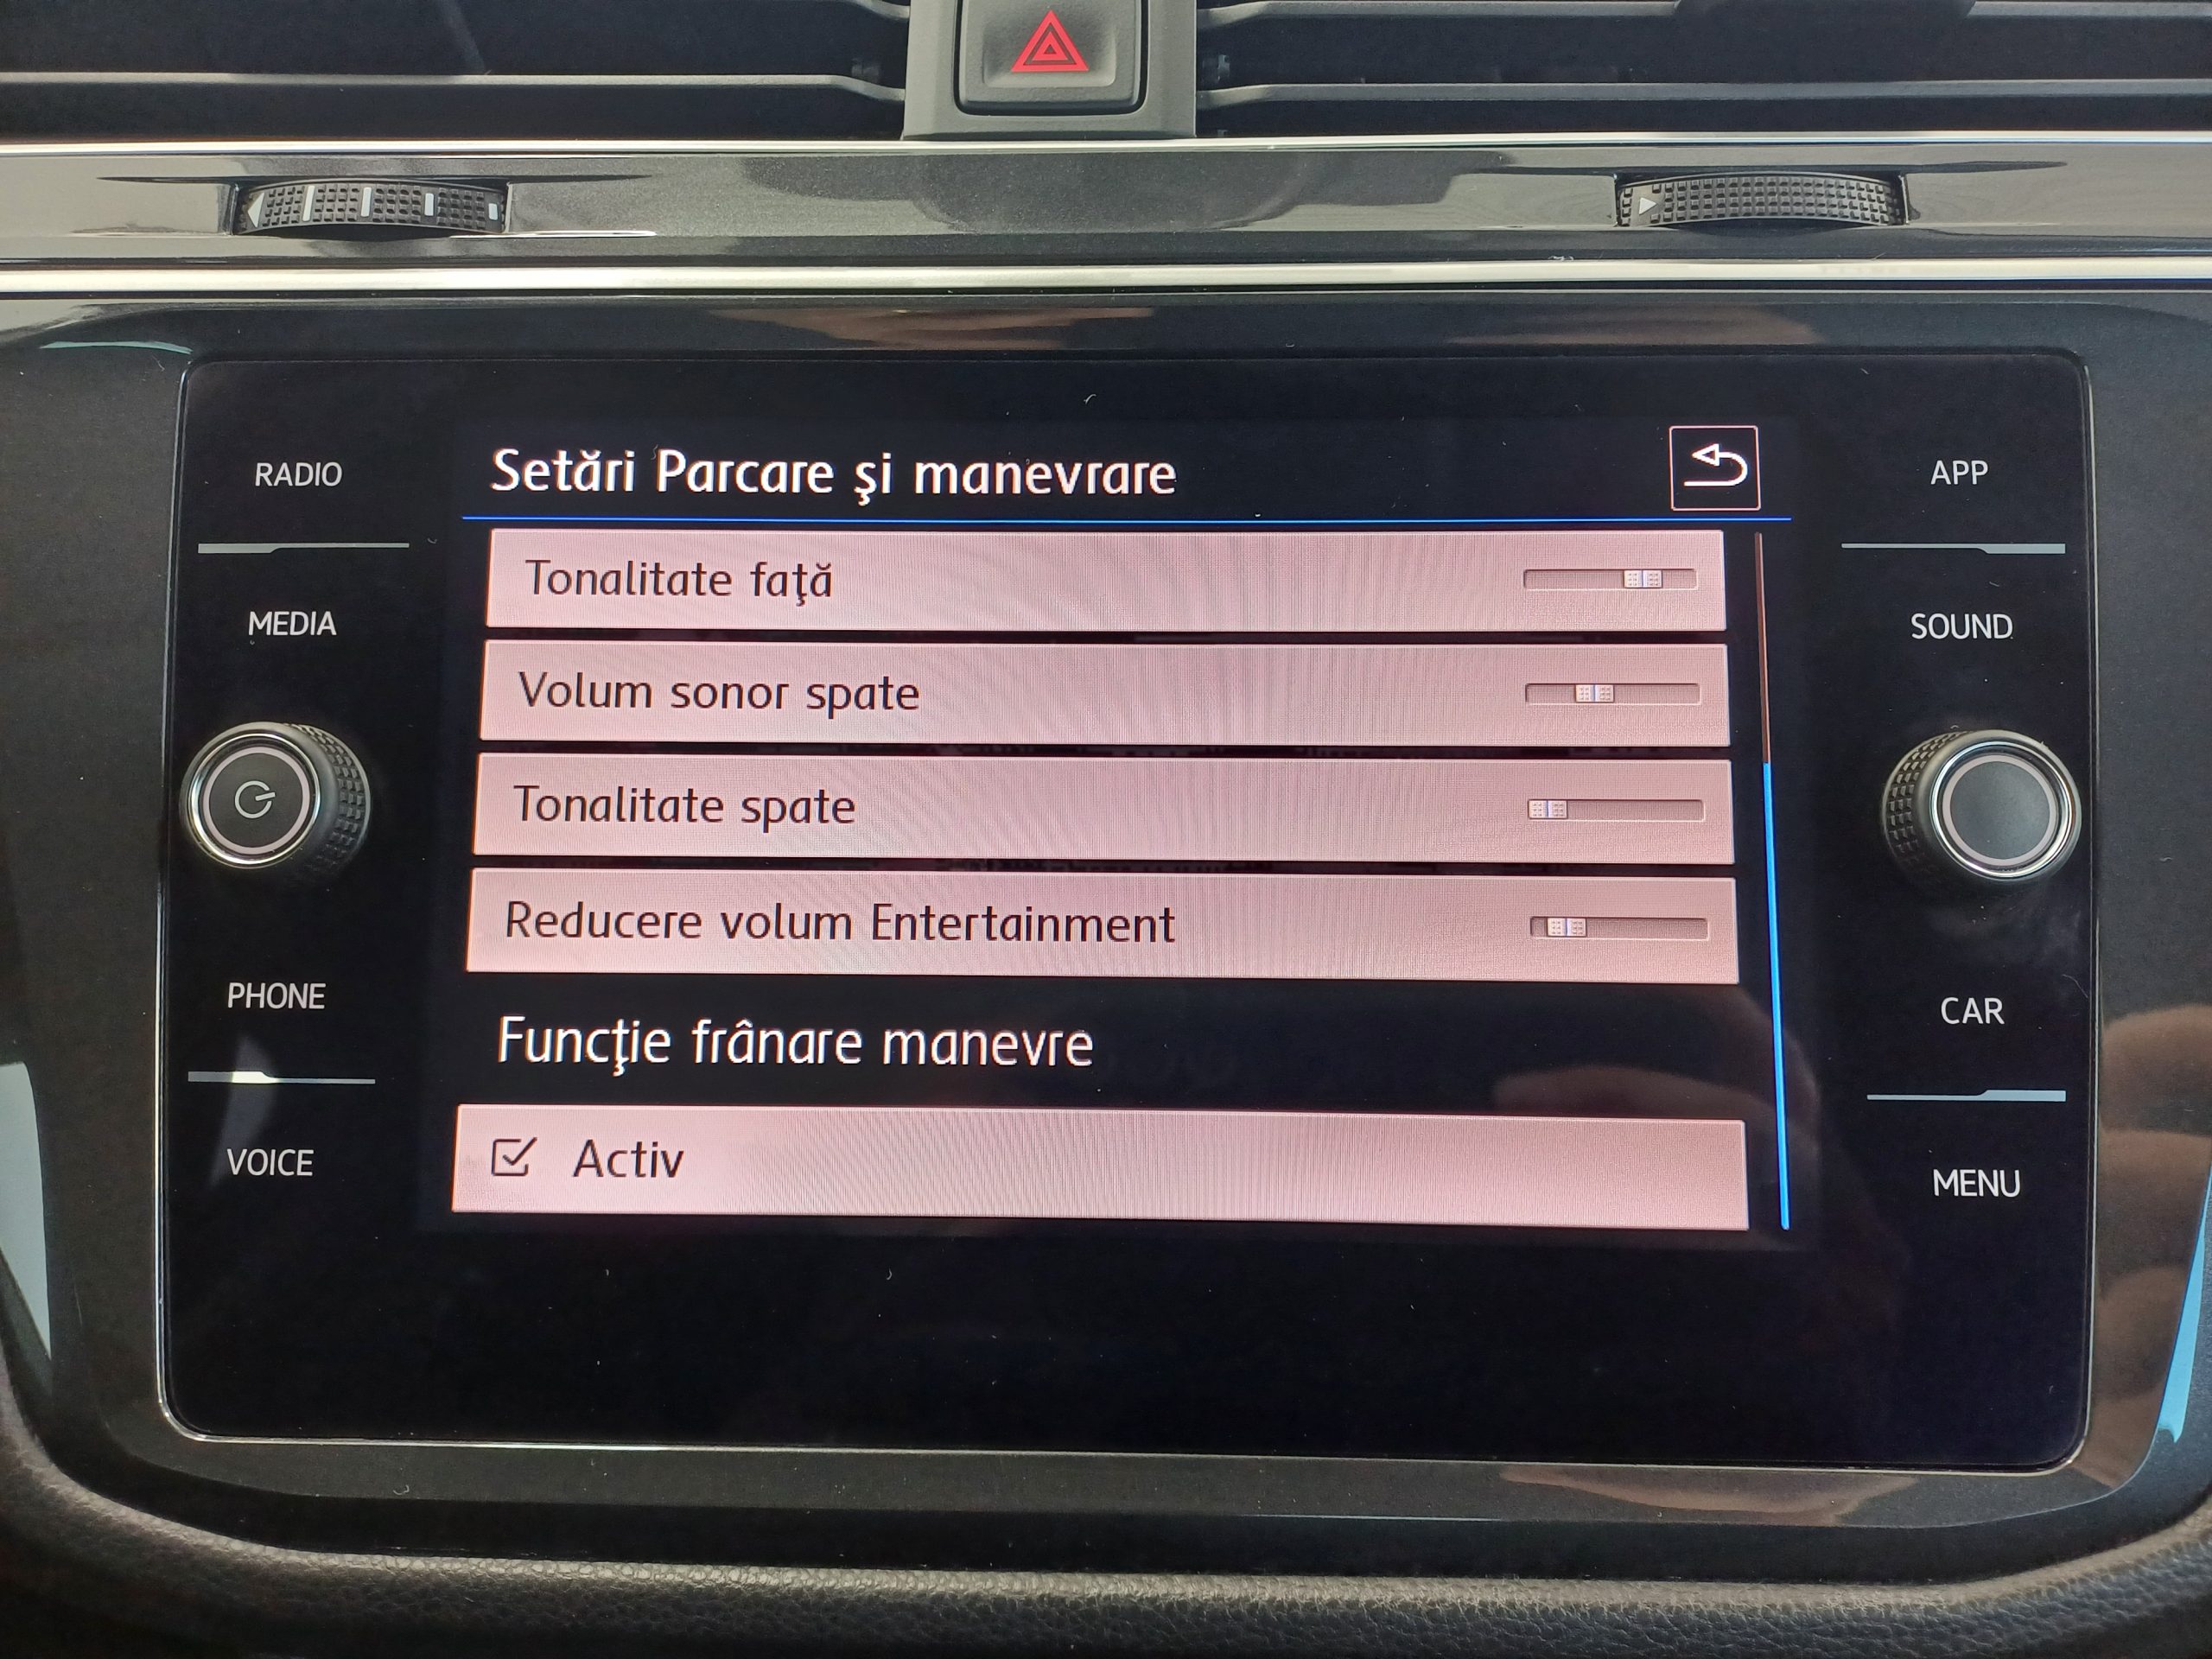 Setări Parcare şi manevrare
RADIO
APP
Tonalitate faţă
MEDIA
SOUND
Volum sonor spate
Tonalitate spate
Reducere volum Entertainment
PHONE
CAR
Funcţie frânare manevre
VOICE
Activ
MENU